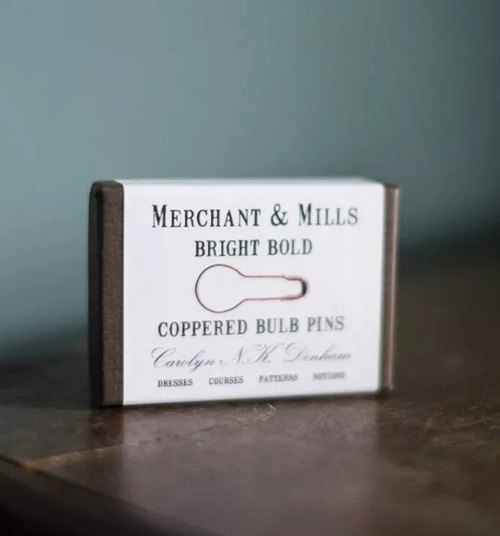 MERCHANT & MILLS
BRIGHT BOLD
COPPERED BULB PINS
Carolyn N.K. Denham
DRESSES COURSES PATTERNS NOTIONS